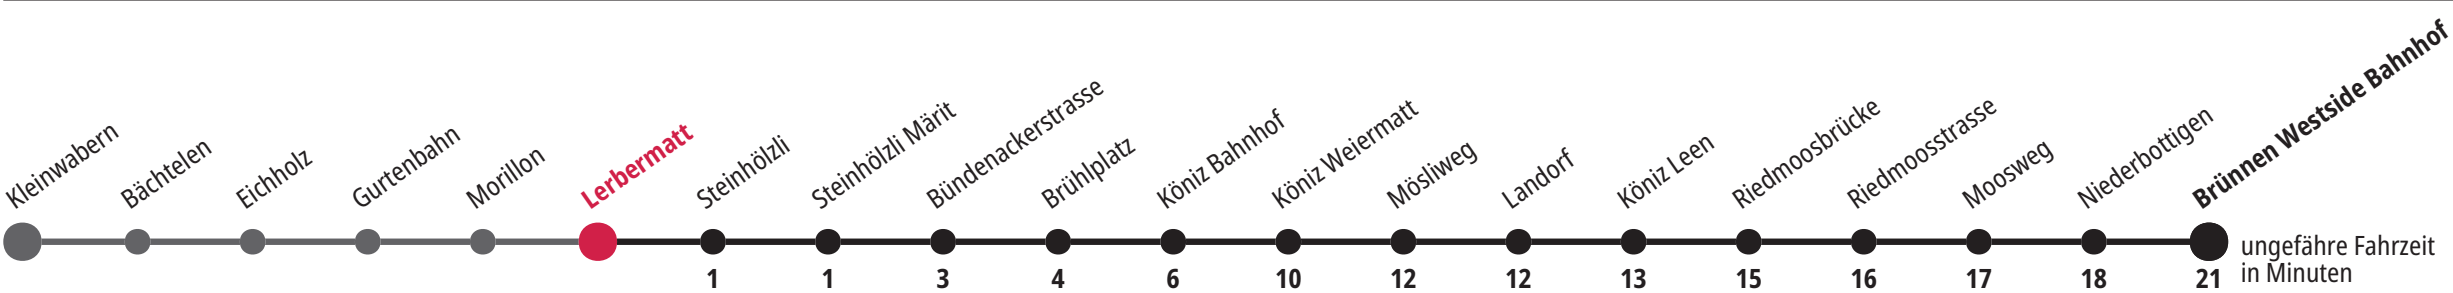 Kleinwabern
Bächtelen
Eichholz
Gurtenbahn
Morillon
Lerbermatt
Steinhölzli
Steinhölzli Märit
Bündenackerstrasse
Brühlplatz
Köniz Bahnhof
Köniz Weiermatt
Mösliweg
Landorf
Köniz Leen
Riedmoosbrücke
Riedmoosstrasse
Moosweg
Niederbottigen
Brünnen Westside Bahnhof
1 1 3 4 6 10 12 12 13 15 16 17 18 21
ungefähre Fahrzeit
in Minuten